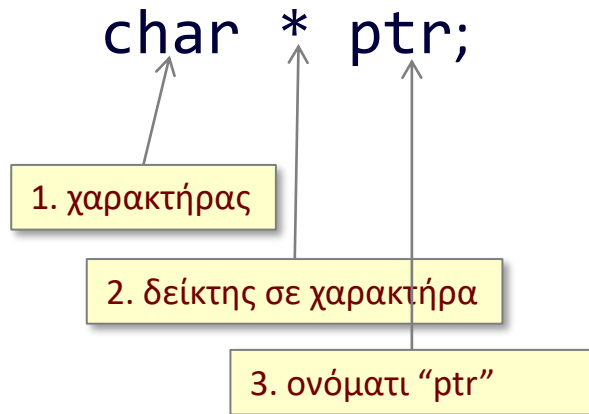 char * ptr;
1. χαρακτήρας
2. δείκτης σε χαρακτήρα
3. ονόματι “ptr”